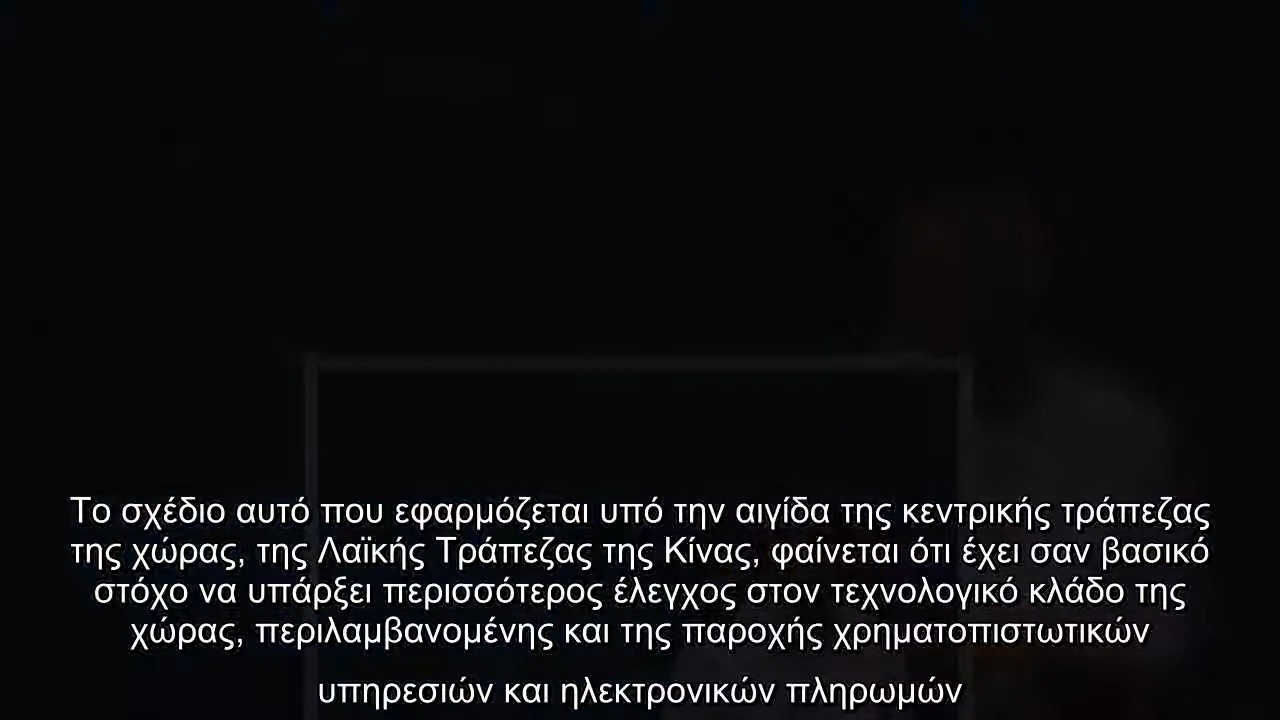 Το σχέδιο αυτό που εφαρμόζεται υπό την αιγίδα της κεντρικής τράπεζας
της χώρας, της Λαϊκής Τράπεζας της Κίνας, φαίνεται ότι έχει σαν βασικό
στόχο να υπάρξει περισσότερος έλεγχος στον τεχνολογικό κλάδο της
χώρας, περιλαμβανομένης και της παροχής χρηματοπιστωτικών
υπηρεσιών και ηλεκτρονικών πληρωμών